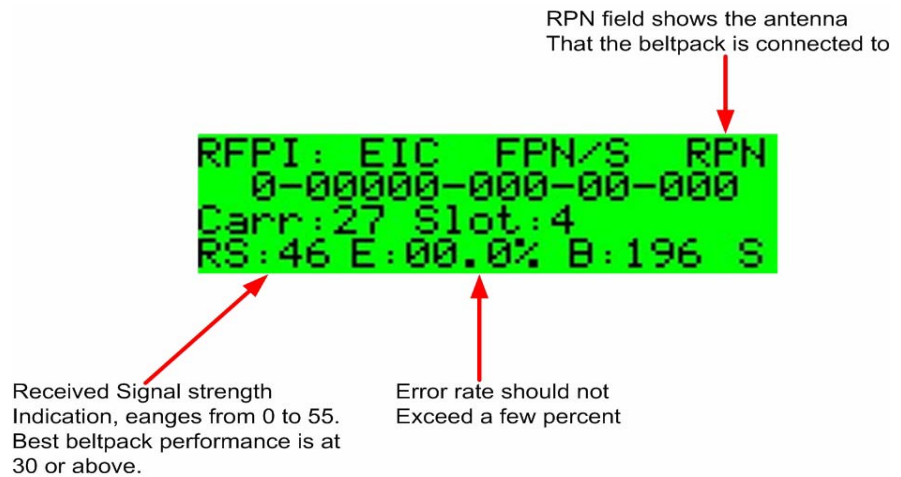 RPN field shows the antenna
That the beltpack is connected to
RFPI: EIC FPN/S RPN
0-00000-000-00-000
Carr:27 Slot:4
RS:46 E:00.0% B:196 S
Received Signal strength
Indication, eanges from 0 to 55.
Best beltpack performance is at
30 or above.
Error rate should not
Exceed a few percent